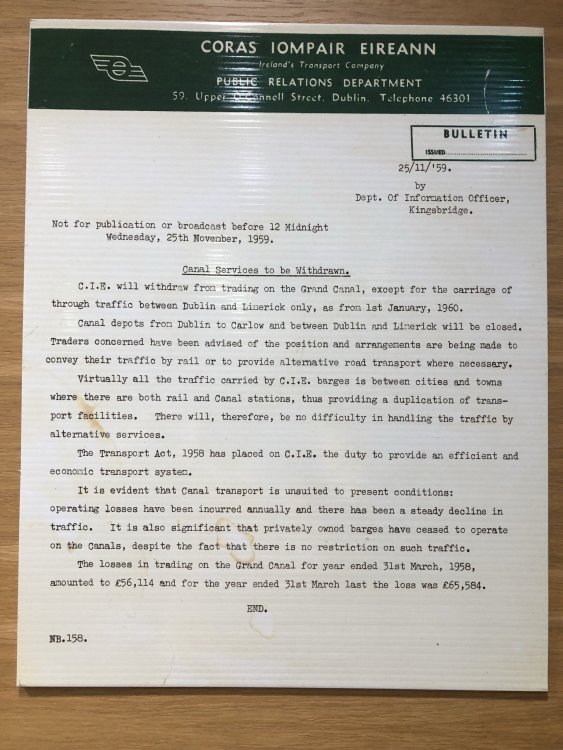 CORAS IOMPAIR EIREANN
Ireland's Transport Company
PUBLIC RELATIONS DEPARTMENT
59, Upper O'Connell Street, Dublin. Telephone 46301
BULLETIN
ISSUED
25/11/'59.
by
Dept. Of Information Officer,
Kingsbridge.
Not for publication or broadcast before 12 Midnight
Wednesday, 25th November, 1959.
Canal Services to be Withdrawn.
C.I.E. will withdraw from trading on the Grand Canal, except for the carriage of
through traffic between Dublin and Limerick only, as from 1st January, 1960.
Canal depots from Dublin to Carlow and between Dublin and Limerick will be closed.
Traders concerned have been advised of the position and arrangements are being made to
convey their traffic by rail or to provide alternative road transport where necessary.
Virtually all the traffic carried by C.I.E. barges is between cities and towns
where there are both rail and Canal stations, thus providing a duplication of trans-
port facilities. There will, therefore, be no difficulty in handling the traffic by
alternative services.
The Transport Act, 1958 has placed on C.I.E. the duty to provide an efficient and
economic transport system.
It is evident that Canal transport is unsuited to present conditions:
operating losses have been incurred annually and there has been a steady decline in
traffic. It is also significant that privately owned barges have ceased to operate
on the Canals, despite the fact that there is no restriction on such traffic.
The losses in trading on the Grand Canal for year ended 31st March, 1958,
amounted to £56,114 and for the year ended 31st March last the loss was £65,584.
END.
NB.158.